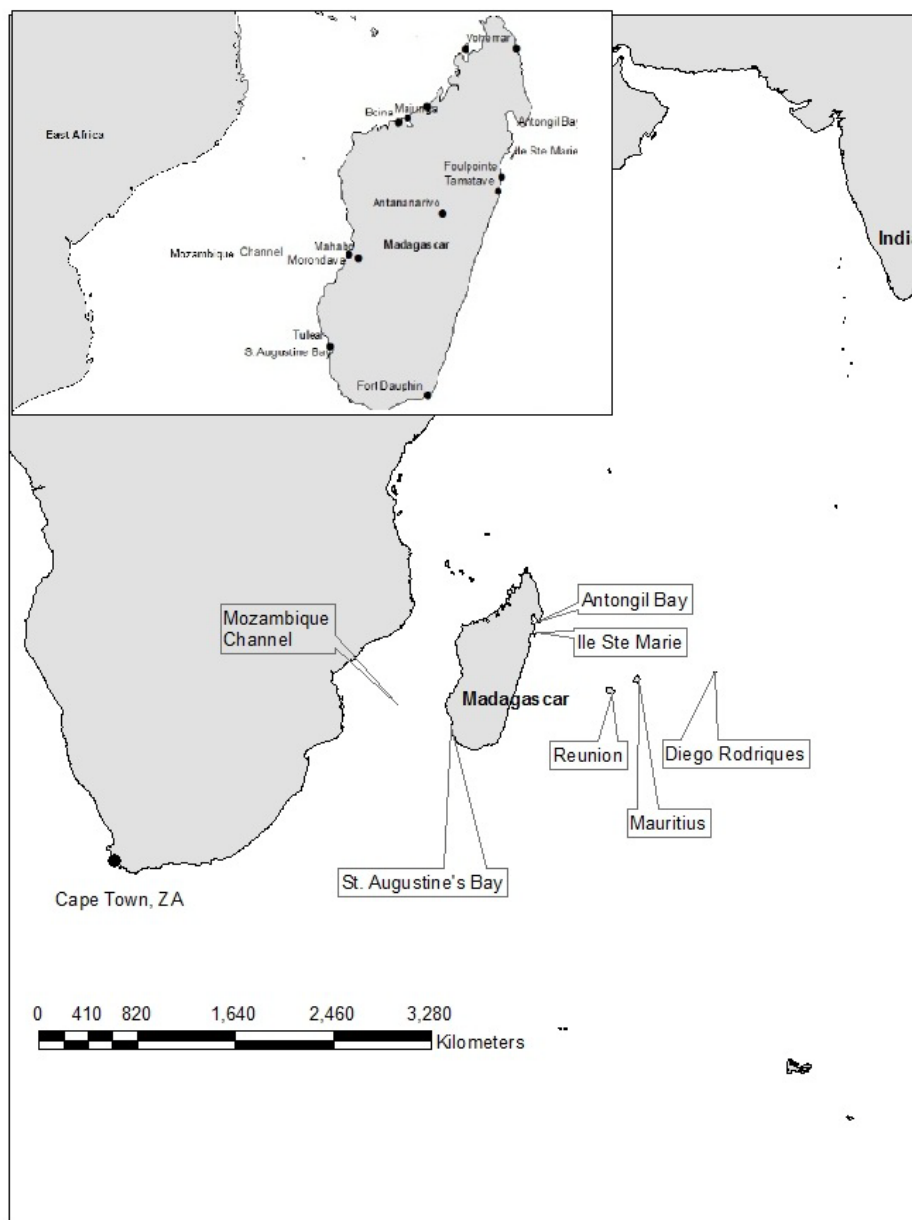 Vohemar
Majunga
Boina
East Africa
Antongil Bay
Ile Ste Marie
Foulpointe
Tamatave
Antananarivo
India
Mahabo
Madagascar
Mozambique Channel
Morondava
Tulear
S. Augustine Bay
Fort Dauphin
Antongil Bay
Mozambique
Channel
Ile Ste Marie
Madagascar
Reunion
Diego Rodriques
Mauritius
St. Augustine's Bay
Cape Town, ZA
0 410 820 1,640 2,460 3,280
Kilometers